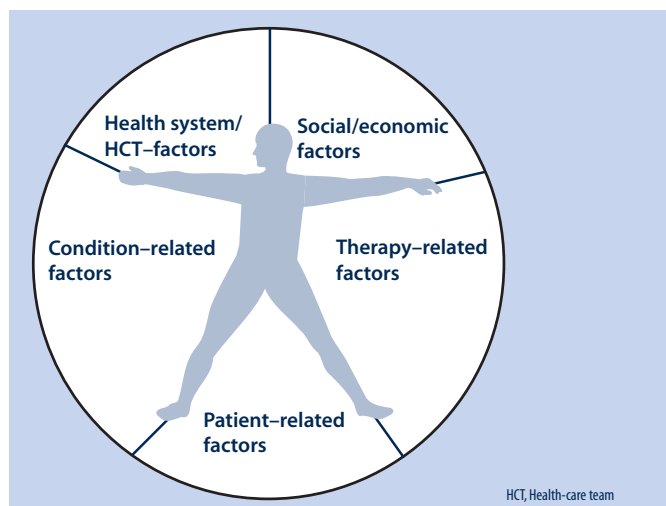 Health system/
HCT–factors
Social/economic
factors
Condition–related
factors
Therapy–related
factors
Patient–related
factors
HCT, Health-care team